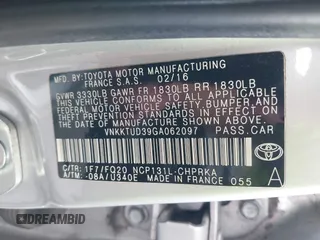 MFD. BY: TOYOTA MOTOR MANUFACTURING
FRANCE S.A.S. 02/16
GVWR 3330LB GAWR FR 1830LB RR 1830LB
THIS VEHICLE CONFORMS TO ALL APPLICABLE
FEDERAL MOTOR VEHICLE SAFETY, BUMPER, AND
THEFT PREVENTION STANDARDS IN EFFECT ON
THE DATE OF MANUFACTURE SHOWN ABOVE.
VNKKTUD39GA062097 PASS.CAR
C/TR: 1F7/FQ20 NCP131L-CHPRKA
A/TM: -08A/U340E
MADE IN FRANCE 055 A
TOYOTA